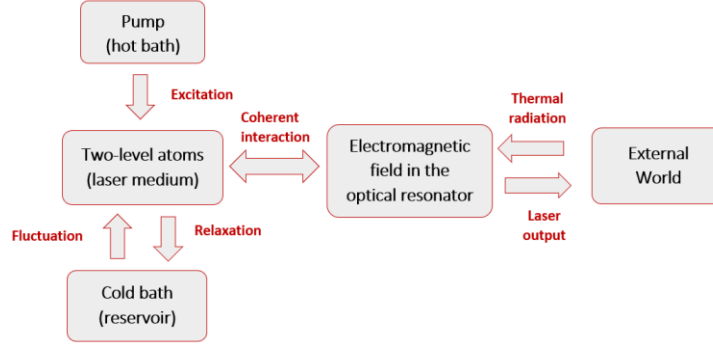 Pump
(hot bath)
Excitation
Two-level atoms
(laser medium)
Coherent
interaction
Electromagnetic
field in the
optical resonator
Thermal
radiation
Laser
output
External
World
Fluctuation
Relaxation
Cold bath
(reservoir)